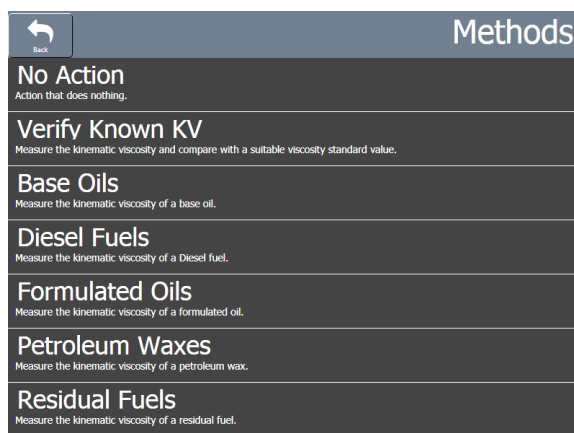 Back
Methods
No Action
Action that does nothing.
Verify Known KV
Measure the kinematic viscosity and compare with a suitable viscosity standard value.
Base Oils
Measure the kinematic viscosity of a base oil.
Diesel Fuels
Measure the kinematic viscosity of a Diesel fuel.
Formulated Oils
Measure the kinematic viscosity of a formulated oil.
Petroleum Waxes
Measure the kinematic viscosity of a petroleum wax.
Residual Fuels
Measure the kinematic viscosity of a residual fuel.